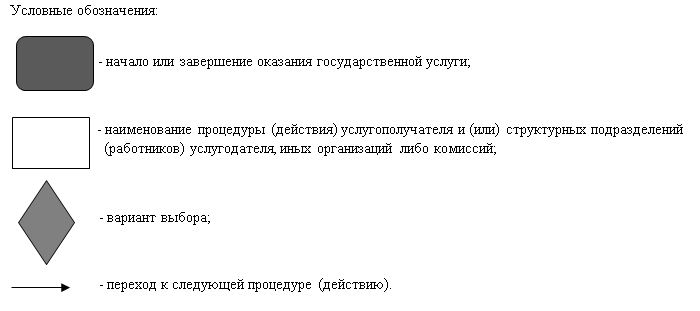 Условные обозначения:
- начало или завершение оказания государственной услуги;
- наименование процедуры (действия) услугополучателя и (или) структурных подразделений
(работников) услугодателя, иных организаций либо комиссий;
- вариант выбора;
- переход к следующей процедуре (действию).